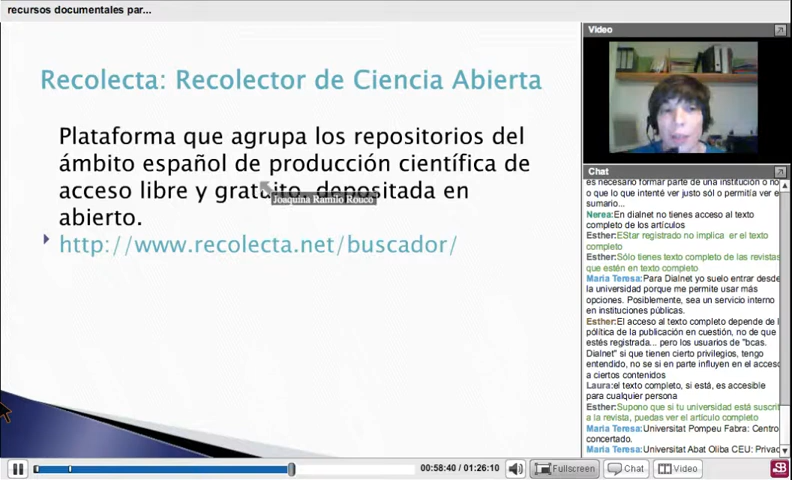 recursos documentales par...
Recolecta: Recolector de Ciencia Abierta
Plataforma que agrupa los repositorios del
ámbito español de producción científica de
acceso libre y gratuito, depositada en
abierto.
http://www.recolecta.net/buscador/
Joaquina Ramilo Rouco
Video
Chat
es necesario formar parte de una institución o no
o que lo que intenté ver justo sól o permitía ver el
sumario...
Nerea:En dialnet no tienes acceso al texto
completo de los artículos
Esther:EStar registrado no implica er el texto
completo
Esther:Sólo tienes texto completo de las revistas
que estén en texto completo
Maria Teresa:Para Dialnet yo suelo entrar desde
la universidad porque me permite usar más
opciones. Posiblemente, sea un servicio interno
en instituciones públicas.
Esther:El acceso al texto completo depende de l
política de la publicación en cuestión, no de que
estés registrada... pero los usuarios de "bcas.
Dialnet" si que tienen cierto privilegios, tengo
entendido, no se si en parte influyen en el acceso
a ciertos contenidos
Laura:el texto completo, si está, es accesible
para cualquier persona
Esther:Supono que si tu universidad está suscrit
a la revista, puedas ver el artículo completo
Maria Teresa:Universitat Pompeu Fabra: Centro
concertado.
Maria Teresa:Universitat Abat Oliba CEU: Privad
00:58:40 / 01:26:10
Fullscreen
Chat
Video